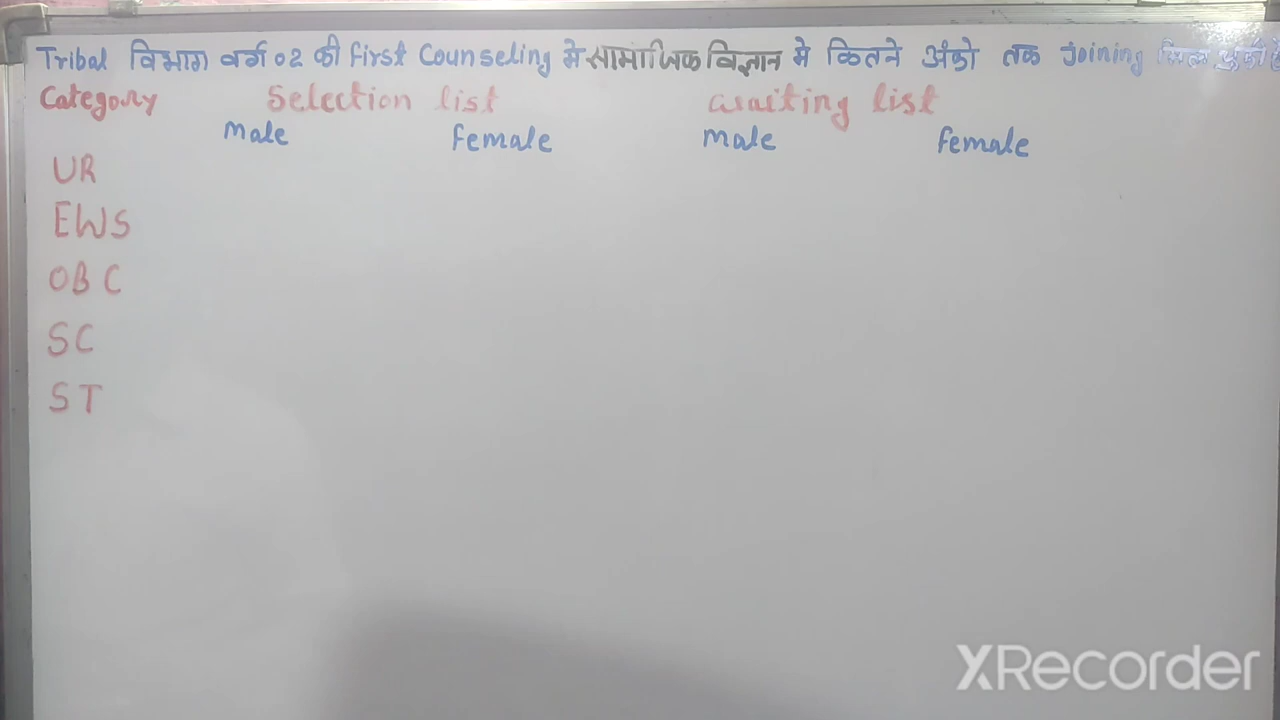 Tribal विभाग वर्ग 02 की First Counseling में सामाजिक विज्ञान मे कितने अंको तक Joining मिल चुकी है
Category Selection list waiting list
Male Female Male Female
UR
EWS
OBC
SC
ST
XRecorder